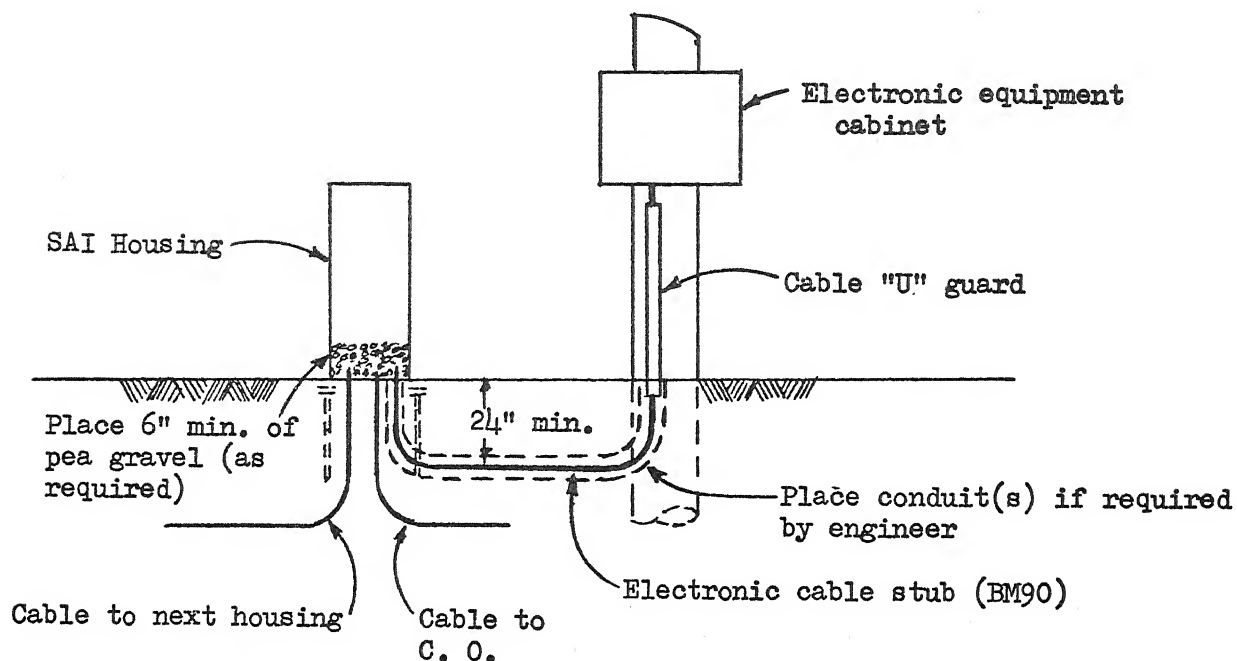 Electronic equipment
cabinet
SAI Housing
Cable "U" guard
Place 6" min. of
pea gravel (as
required)
24" min.
Place conduit(s) if required
by engineer
Electronic cable stub (BM90)
Cable to next housing
Cable to
C. O.